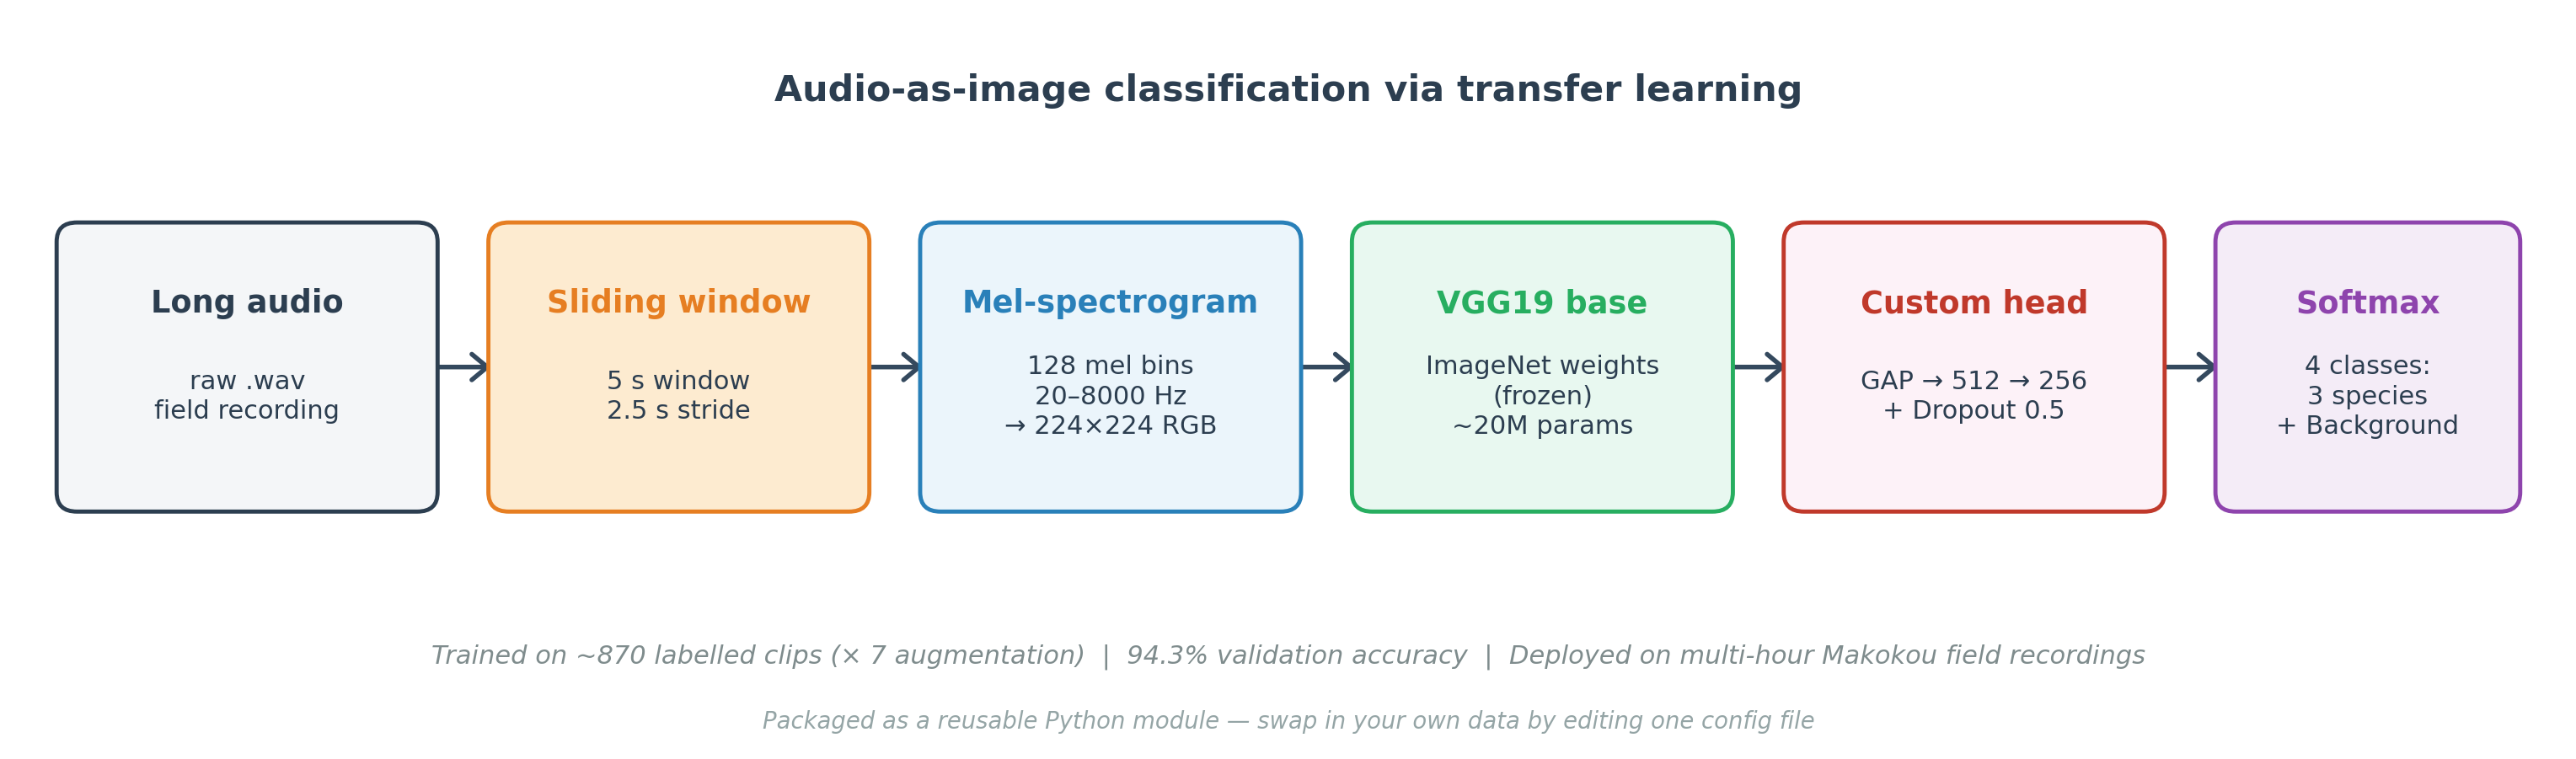 Audio-as-image classification via transfer learning
Long audio
raw .wav
field recording
Sliding window
5 s window
2.5 s stride
Mel-spectrogram
128 mel bins
20–8000 Hz
→ 224×224 RGB
VGG19 base
ImageNet weights
(frozen)
~20M params
Custom head
GAP → 512 → 256
+ Dropout 0.5
Softmax
4 classes:
3 species
+ Background
Trained on ~870 labelled clips (× 7 augmentation) | 94.3% validation accuracy | Deployed on multi-hour Makokou field recordings
Packaged as a reusable Python module — swap in your own data by editing one config file